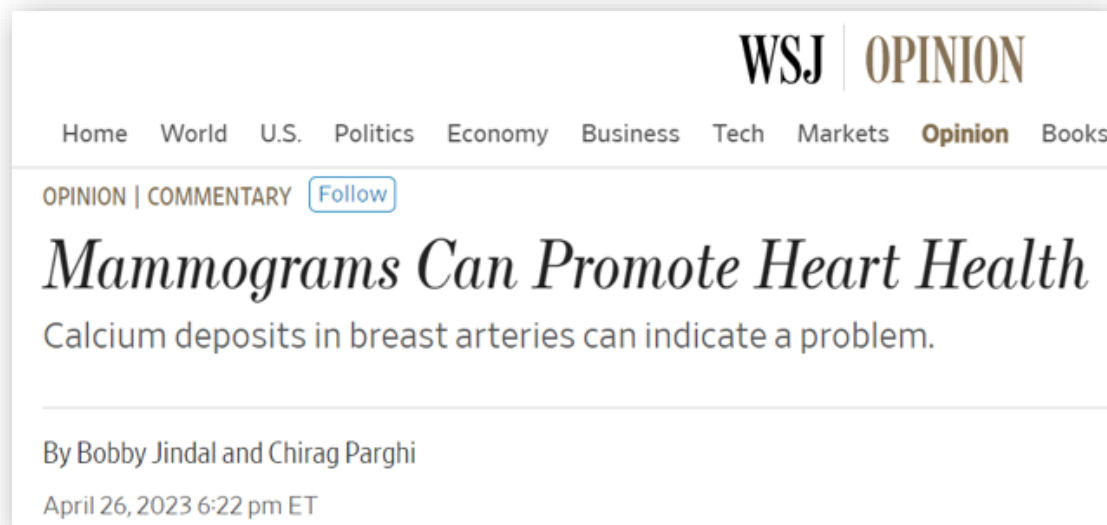 WSJ | OPINION
Home World U.S. Politics Economy Business Tech Markets Opinion Books
OPINION | COMMENTARY Follow
Mammograms Can Promote Heart Health
Calcium deposits in breast arteries can indicate a problem.
By Bobby Jindal and Chirag Parghi
April 26, 2023 6:22 pm ET